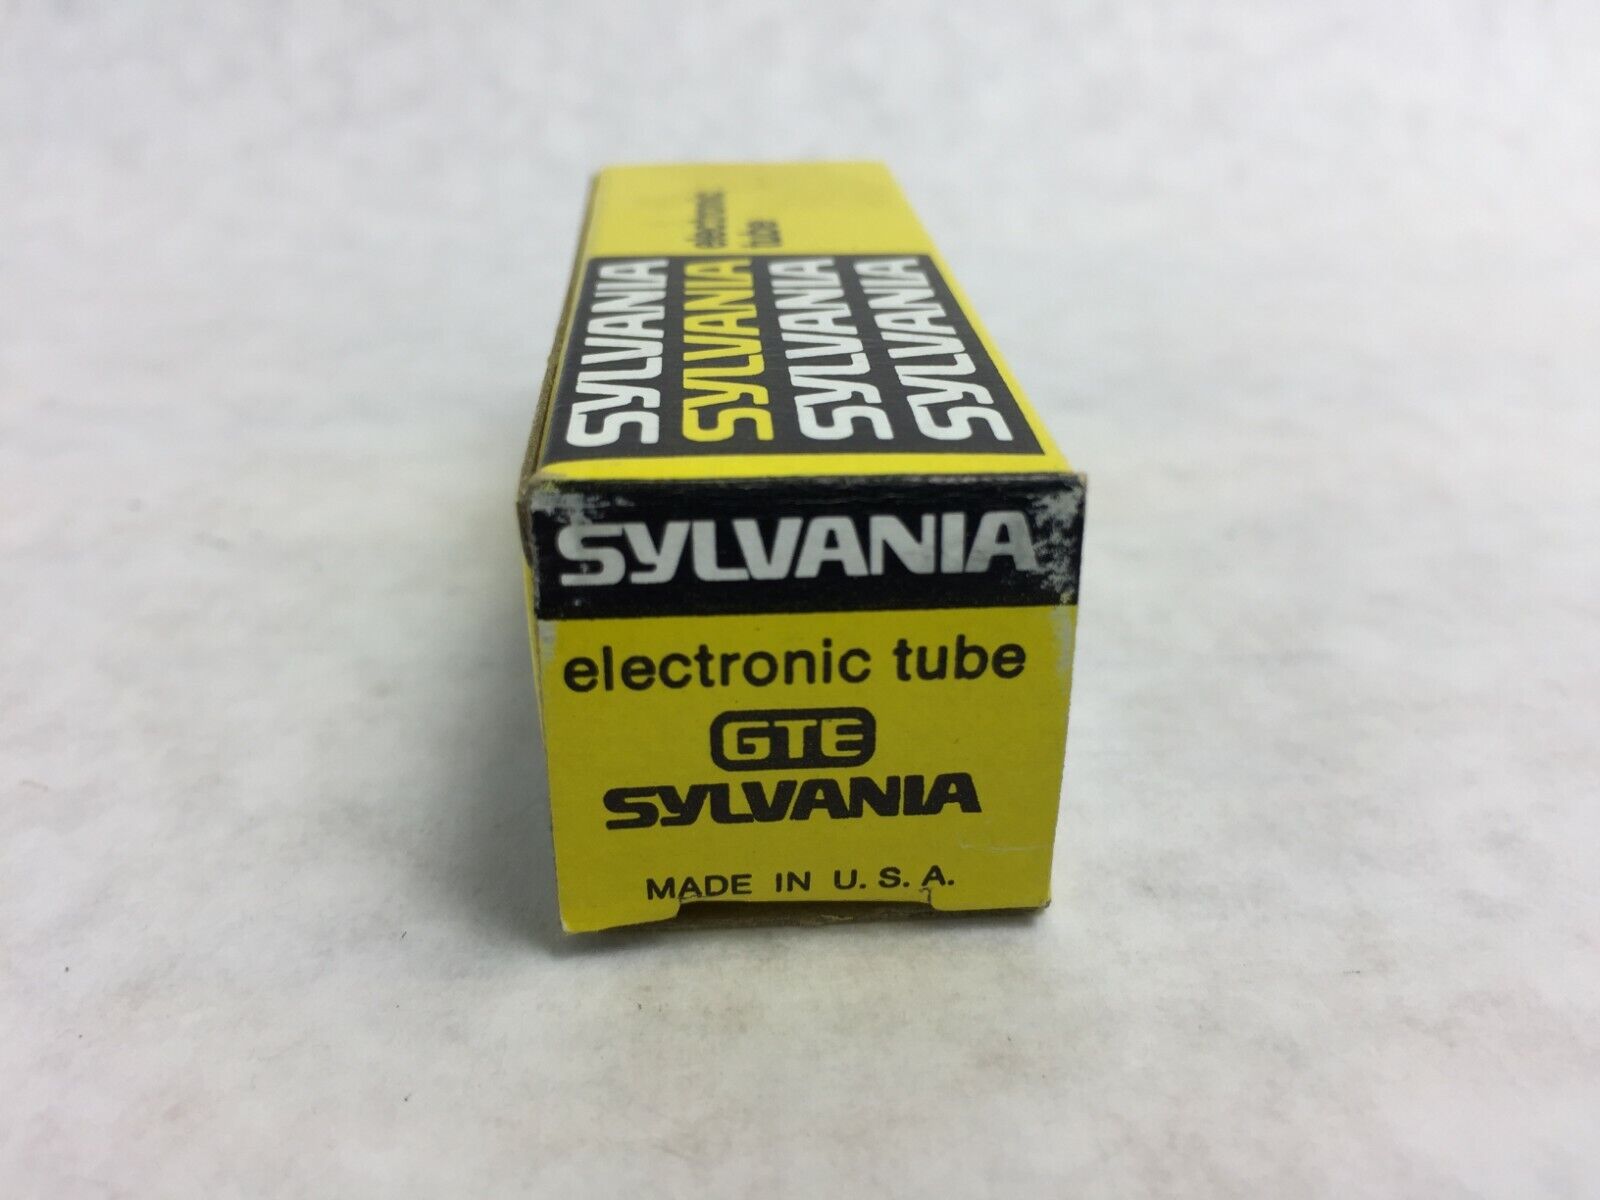 electronic
tube
SYLVANIA
SYLVANIA
SYLVANIA
SYLVANIA
SYLVANIA
electronic tube
GTE
SYLVANIA
MADE IN U. S. A.